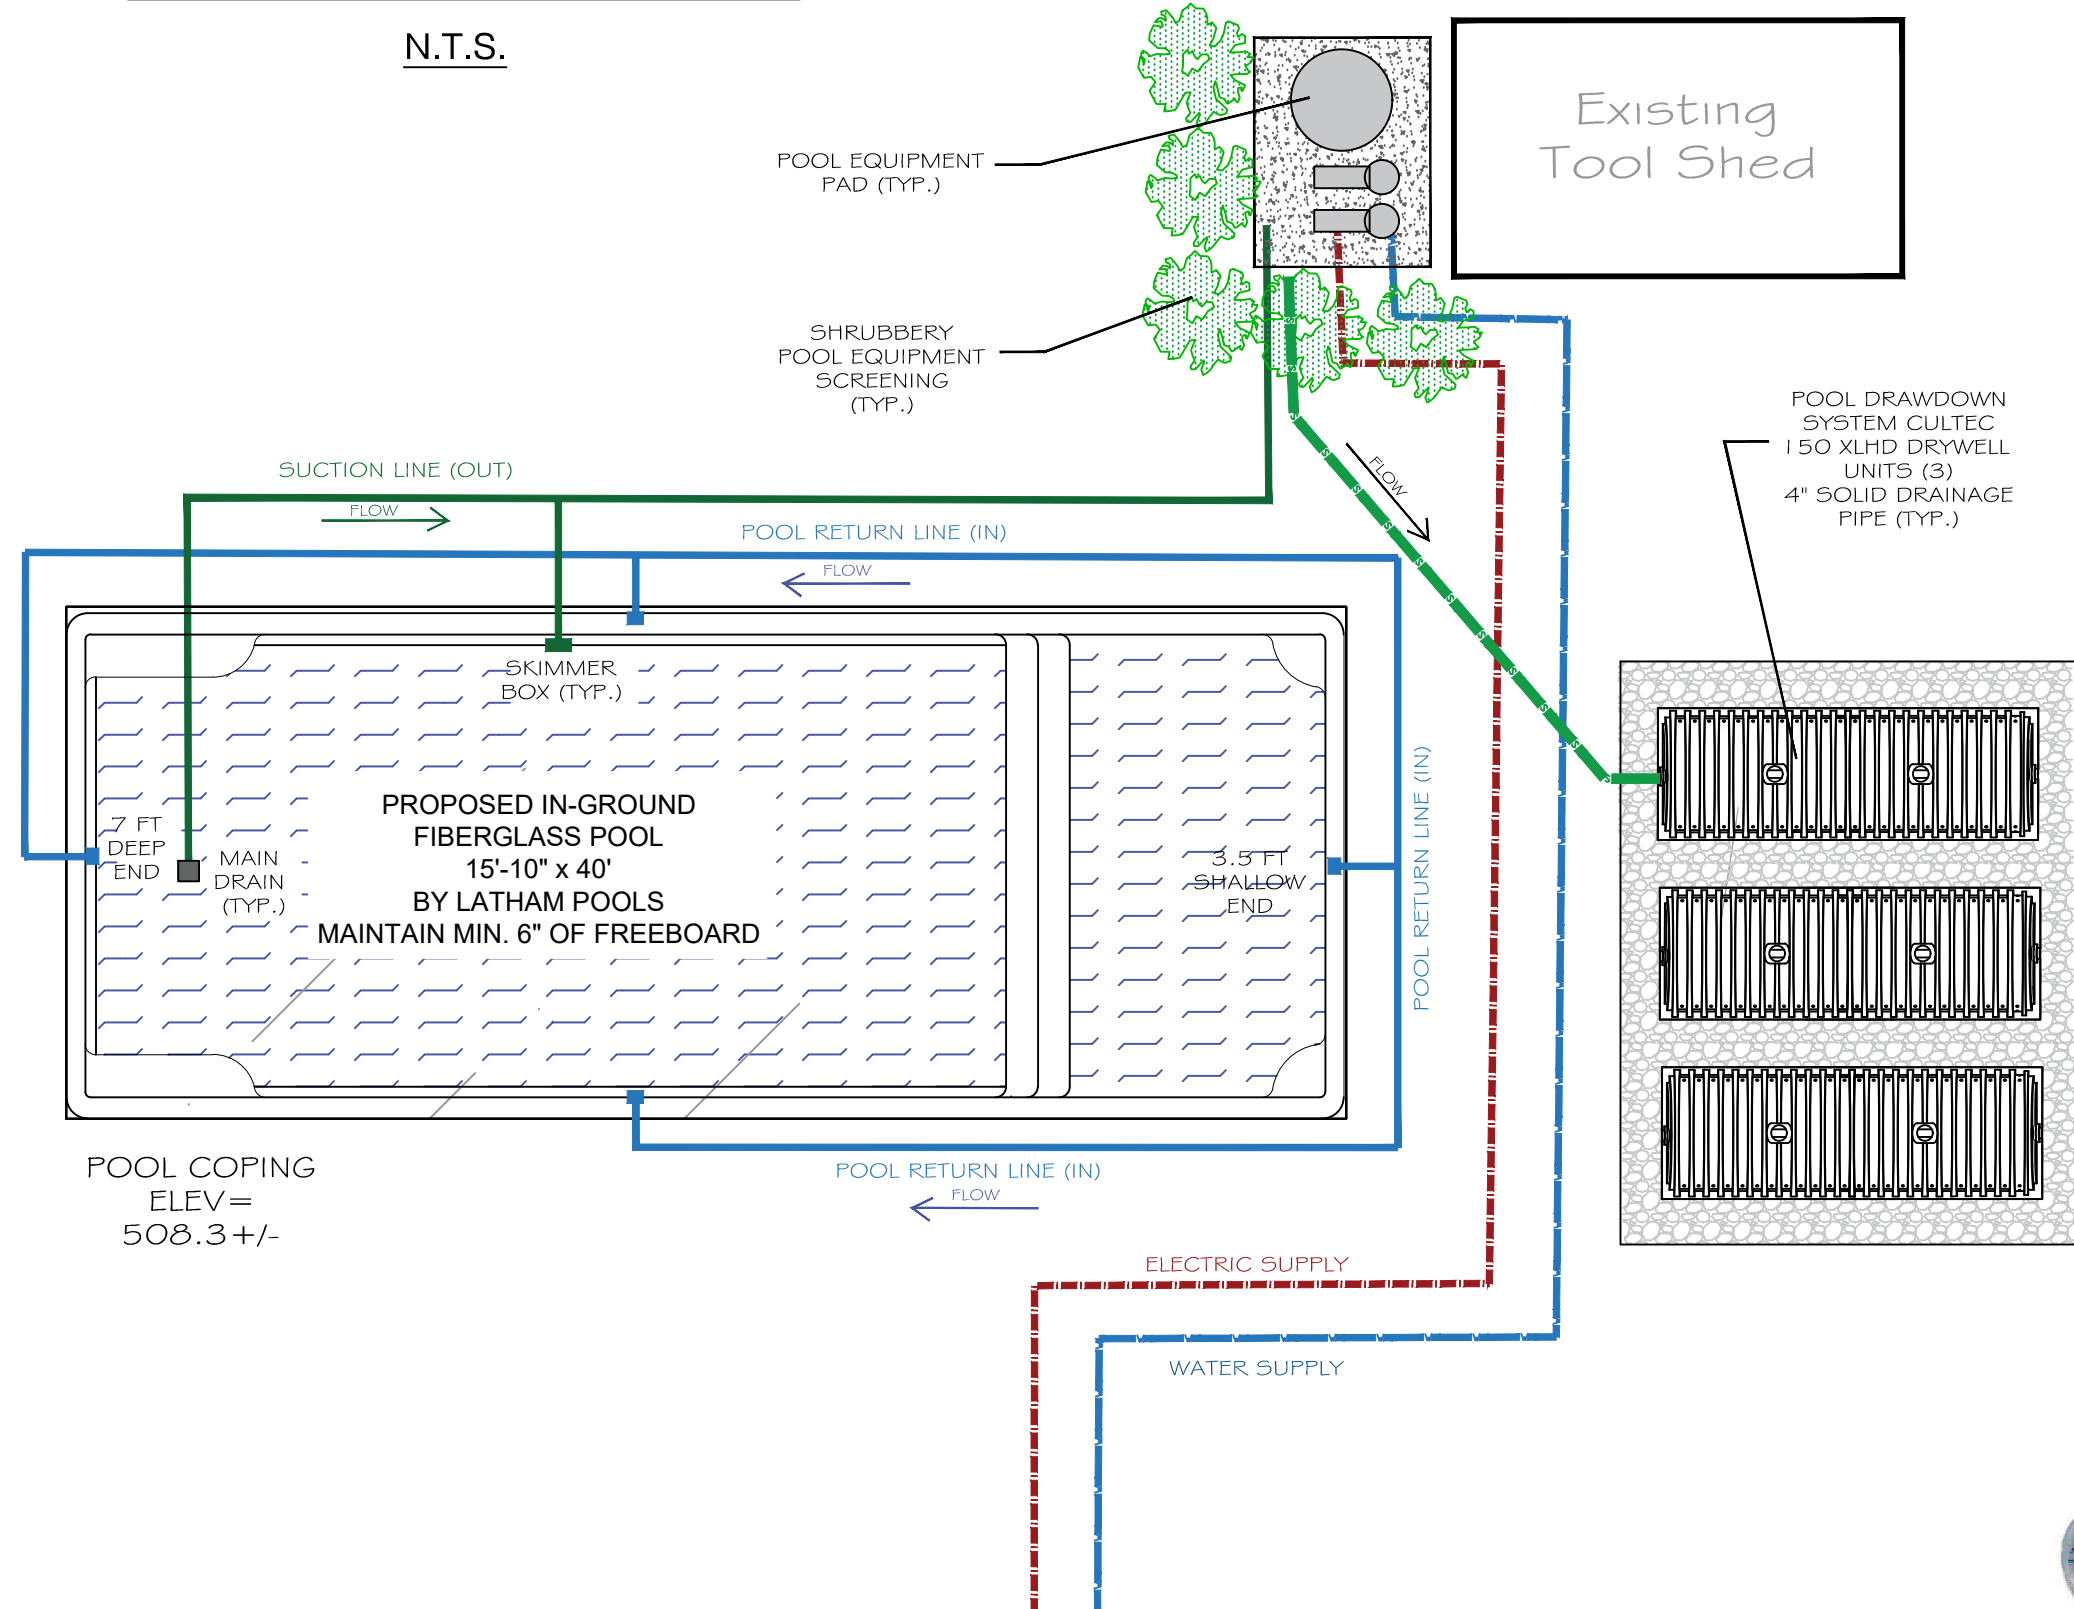 N.T.S.
Existing
Tool Shed
POOL EQUIPMENT
PAD (TYP.)
SHRUBBERY
POOL EQUIPMENT
SCREENING
(TYP.)
POOL DRAWDOWN
SYSTEM CULTEC
150 XLHD DRYWELL
UNITS (3)
4" SOLID DRAINAGE
PIPE (TYP.)
FLOW
SUCTION LINE (OUT)
FLOW
POOL RETURN LINE (IN)
FLOW
SKIMMER
BOX (TYP.)
PROPOSED IN-GROUND
FIBERGLASS POOL
15'-10" x 40'
BY LATHAM POOLS
MAINTAIN MIN. 6" OF FREEBOARD
7 FT
DEEP
END
MAIN
DRAIN
(TYP.)
3.5 FT
SHALLOW
END
POOL RETURN LINE (IN)
POOL COPING
ELEV=
508.3+/-
POOL RETURN LINE (IN)
FLOW
ELECTRIC SUPPLY
WATER SUPPLY